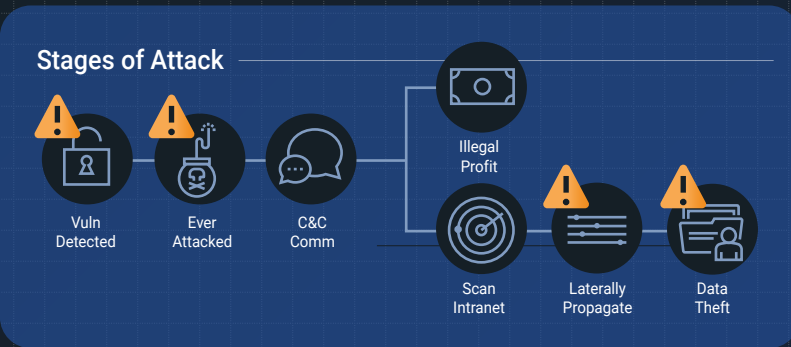 Stages of Attack
Illegal
Profit
Vuln
Detected
Ever
Attacked
C&C
Comm
Scan
Intranet
Laterally
Propagate
Data
Theft